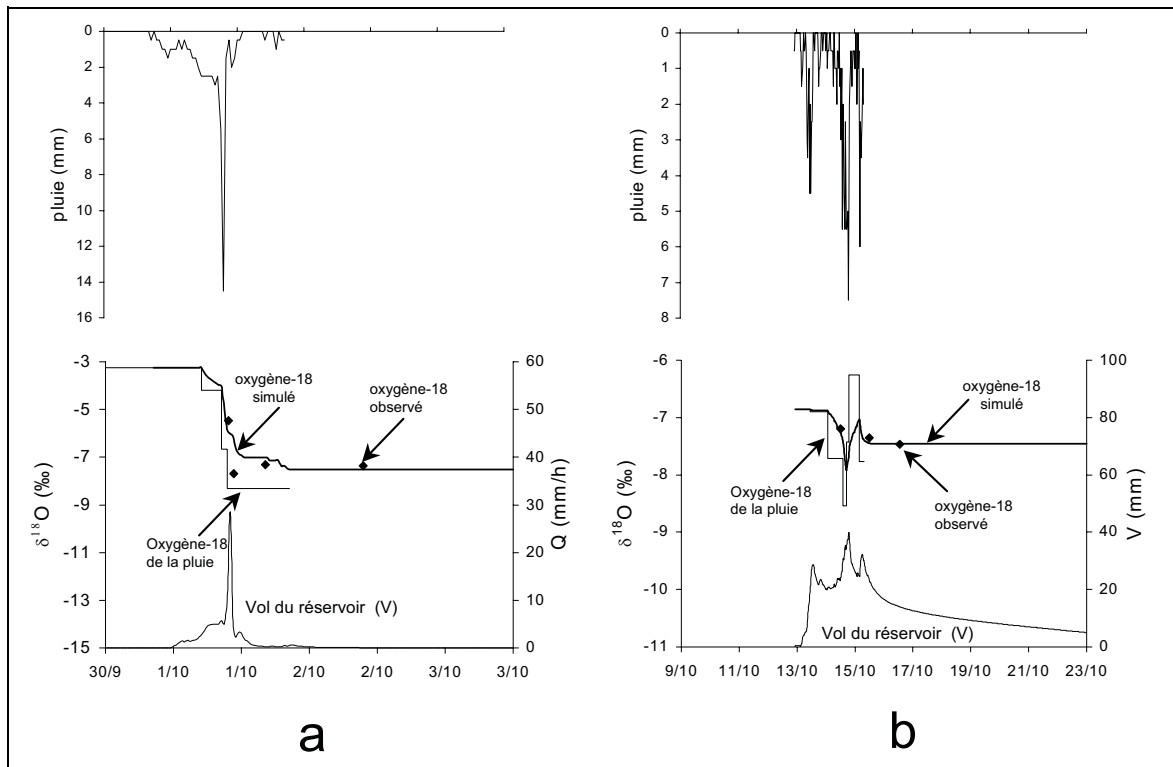 0
2
4
6
8
10
12
14
16
pluie (mm)
-3
-5
-7
-9
-11
-13
-15
δ¹⁸O (‰)
60
50
40
30
20
10
0
Q (mm/h)
oxygène-18
simulé
oxygène-18
observé
Oxygène-18
de la pluie
Vol du réservoir (V)
30/9
1/10
1/10
2/10
2/10
3/10
3/10
a
0
1
2
3
4
5
6
7
8
pluie (mm)
-6
-7
-8
-9
-10
-11
δ¹⁸O (‰)
100
80
60
40
20
0
V (mm)
oxygène-18
simulé
Oxygène-18
de la pluie
oxygène-18
observé
Vol du réservoir (V)
9/10
11/10
13/10
15/10
17/10
19/10
21/10
23/10
b